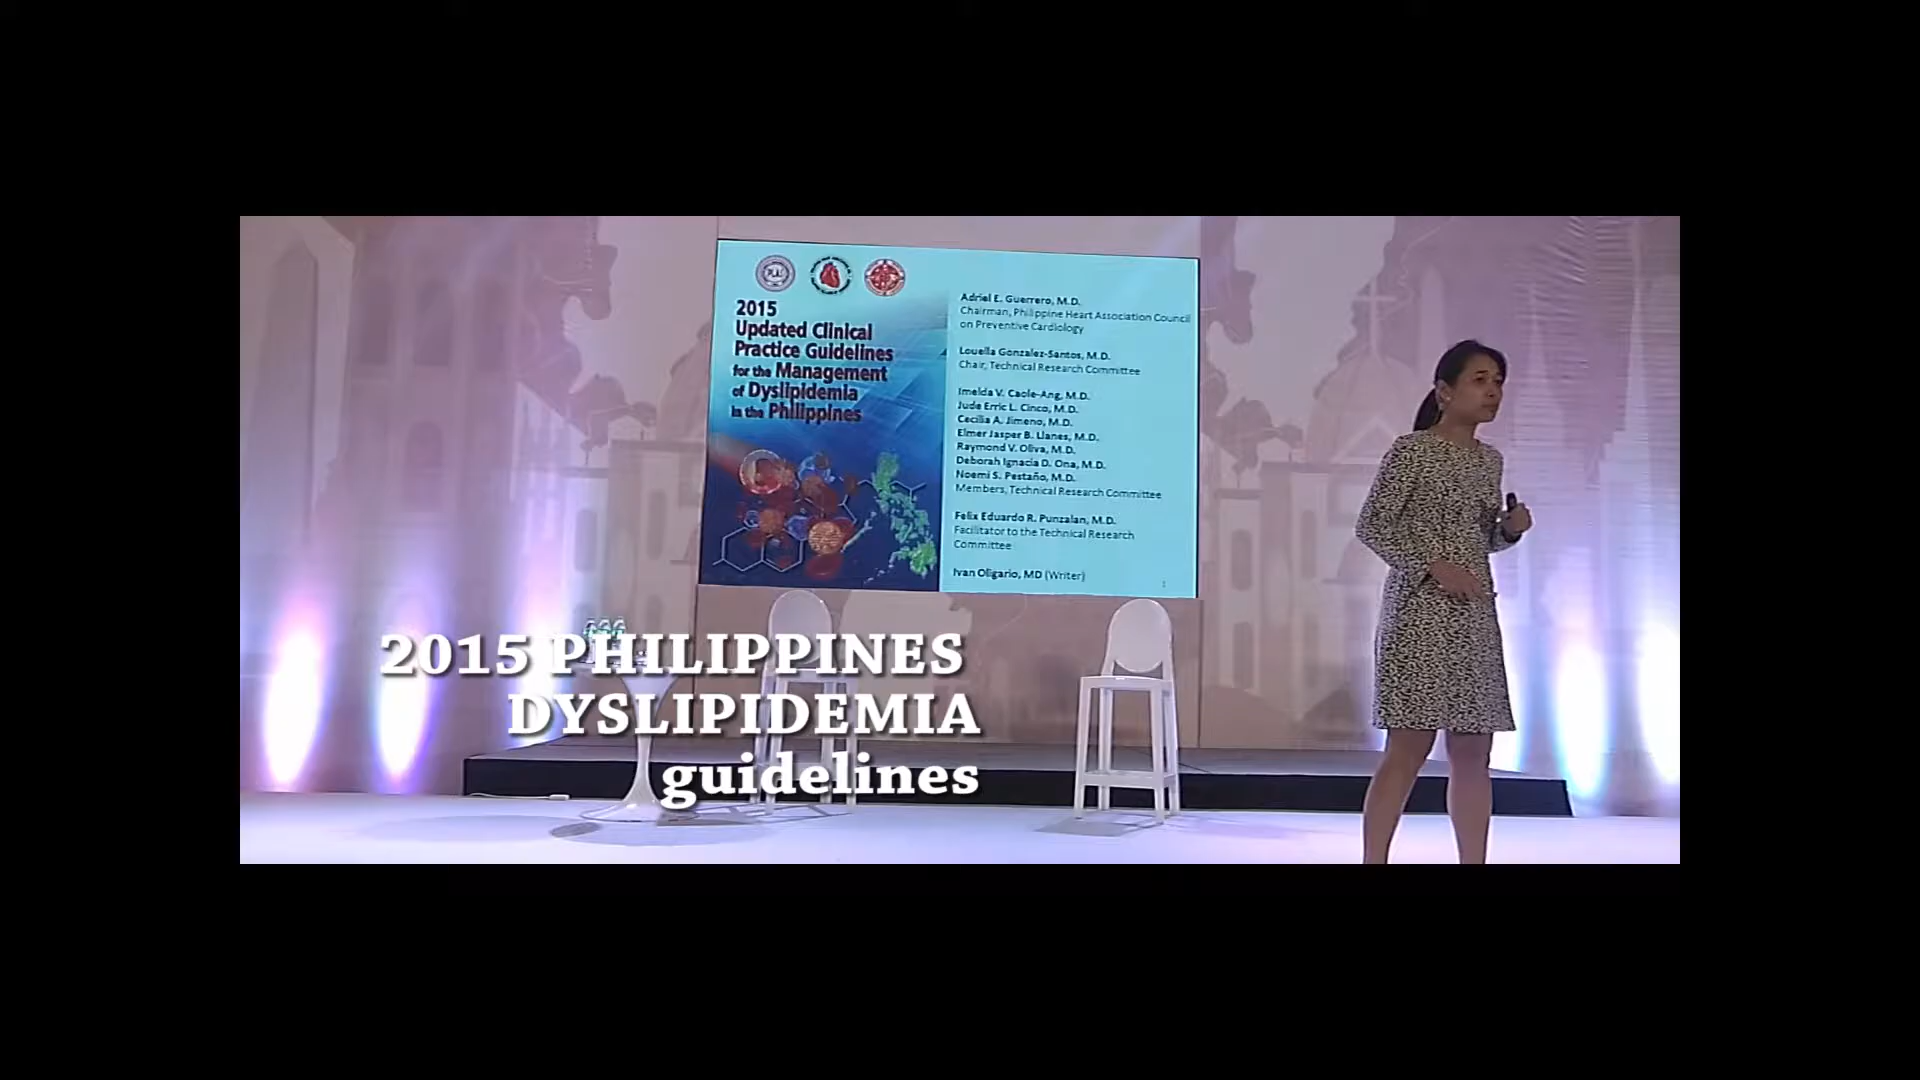 2015
Updated Clinical
Practice Guidelines
for the Management
of Dyslipidemia
in the Philippines
Adriel E. Guerrero, M.D.
Chairman, Philippine Heart Association Council
on Preventive Cardiology
Louella Gonzalez-Santos, M.D.
Chair, Technical Research Committee
Imelda V. Caole-Ang, M.D.
Jude Erric L. Cinco, M.D.
Cecilia A. Jimeno, M.D.
Elmer Jasper B. Llanes, M.D.
Raymond V. Oliva, M.D.
Deborah Ignacia D. Ona, M.D.
Noemi S. Pestaño, M.D.
Members, Technical Research Committee
Felix Eduardo R. Punzalan, M.D.
Facilitator to the Technical Research
Committee
Ivan Oligario, MD (Writer)
2015 PHILIPPINES
DYSLIPIDEMIA
guidelines